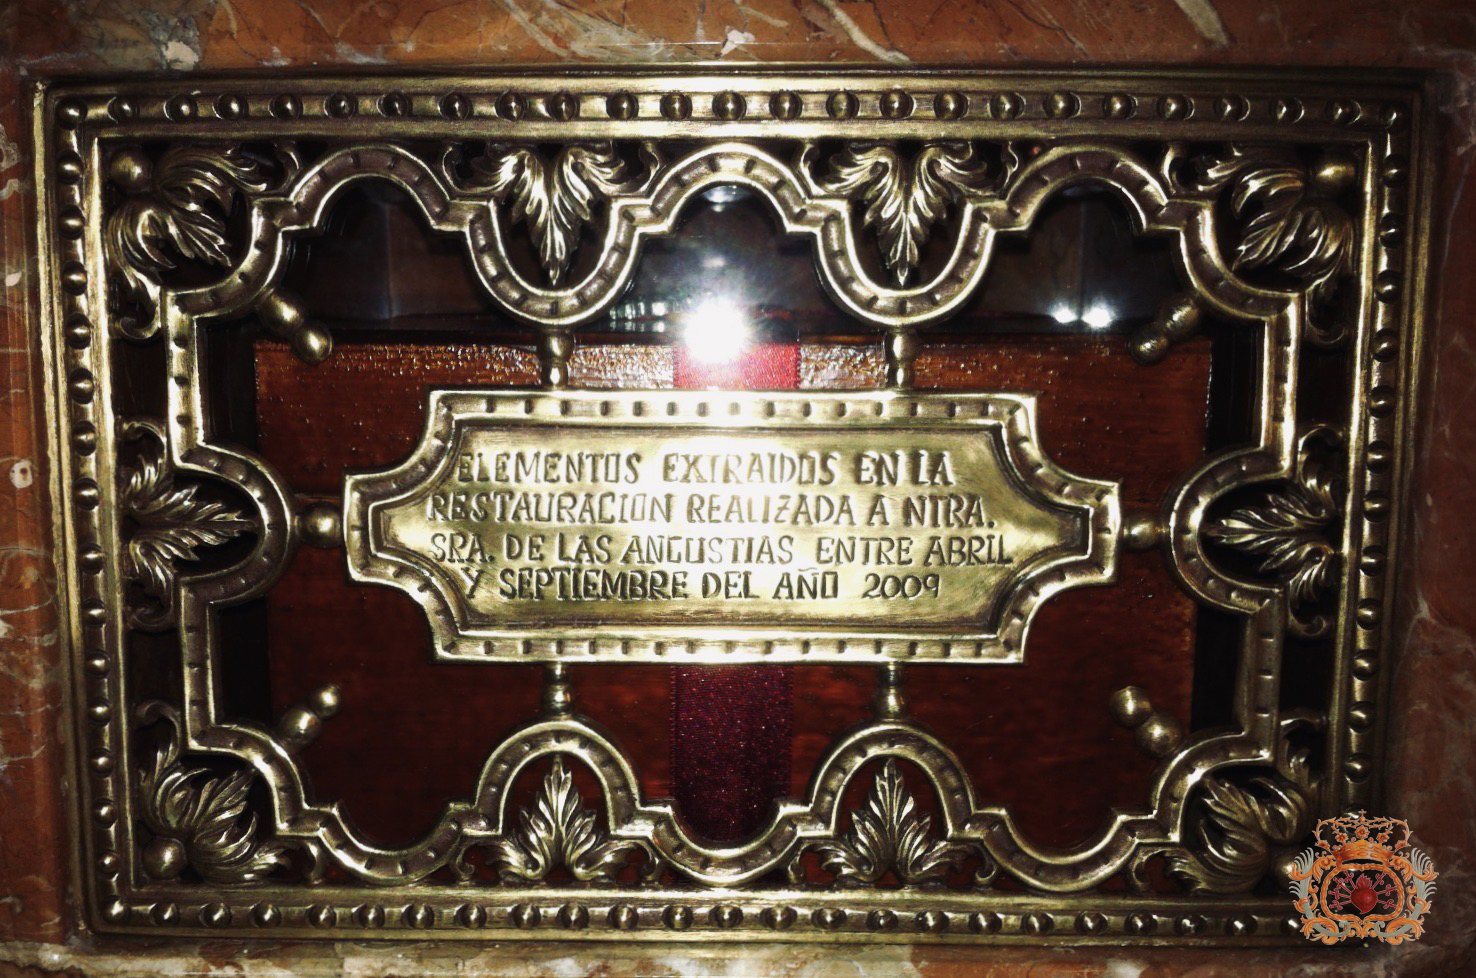 ELEMENTOS EXTRAIDOS EN LA
RESTAURACION REALIZADA A NTRA.
SRA. DE LAS ANGUSTIAS ENTRE ABRIL
Y SEPTIEMBRE DEL AÑO 2009